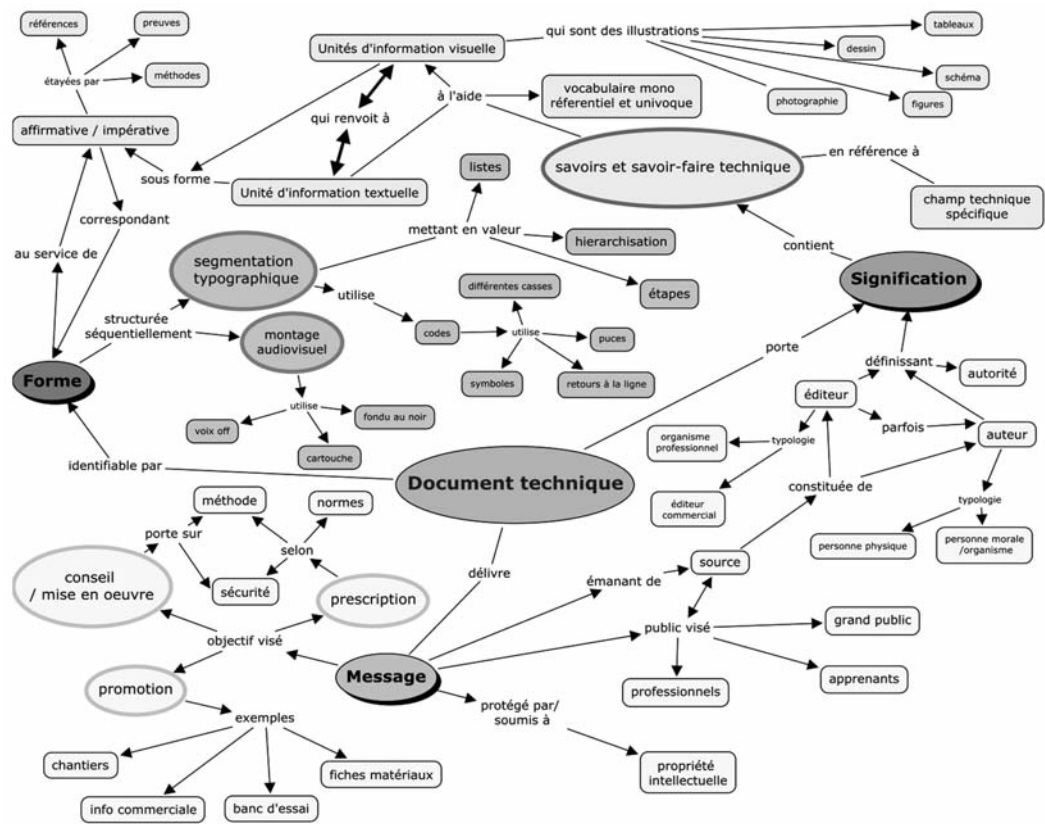 références
preuves
étayées par
méthodes
affirmative / impérative
sous forme
correspondant
au service de
Unités d'information visuelle
qui sont des illustrations
tableaux
dessin
schéma
figures
photographie
à l'aide
vocabulaire mono
réferentiel et univoque
qui renvoit à
Unité d'information textuelle
savoirs et savoir-faire technique
en référence à
champ technique
spécifique
contient
Signification
listes
mettant en valeur
hierarchisation
étapes
segmentation
typographique
utilise
codes
différentes casses
utilise
puces
symboles
retours à la ligne
structurée
séquentiellement
montage
audiovisuel
utilise
voix off
fondu au noir
cartouche
Forme
identifiable par
Document technique
porte
définissant
autorité
éditeur
parfois
auteur
typologie
organisme
professionnel
éditeur
commercial
constituée de
typologie
personne physique
personne morale
/organisme
source
émanant de
délivre
public visé
grand public
apprenants
professionnels
méthode
normes
porte sur
selon
conseil
/ mise en oeuvre
sécurité
prescription
objectif visé
Message
promotion
exemples
chantiers
info commerciale
banc d'essai
fiches matériaux
protégé par/
soumis à
propriété
intellectuelle